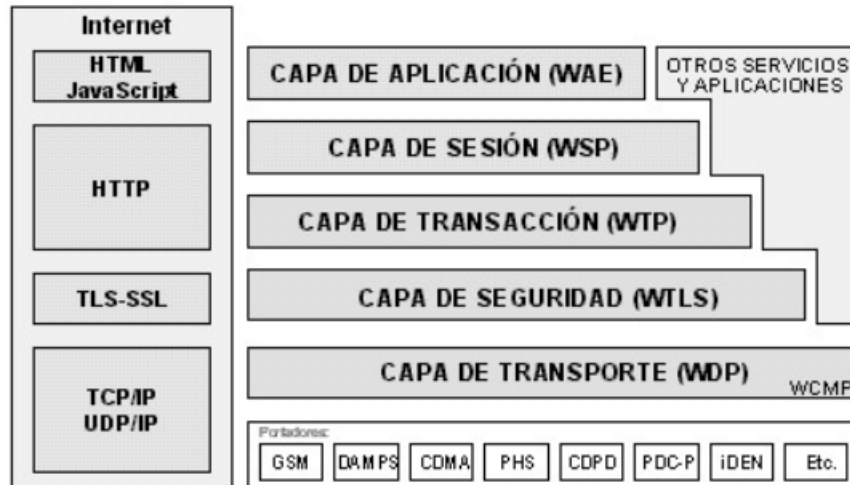 Internet
HTML
JavaScript
HTTP
TLS-SSL
TCP/IP
UDP/IP
CAPA DE APLICACIÓN (WAE)
OTROS SERVICIOS
Y APLICACIONES
CAPA DE SESIÓN (WSP)
CAPA DE TRANSACCIÓN (WTP)
CAPA DE SEGURIDAD (WTLS)
CAPA DE TRANSPORTE (WDP)
WCMP
Portadores:
GSM
DAMPS
CDMA
PHS
CDPD
PDC-P
iDEN
Etc.